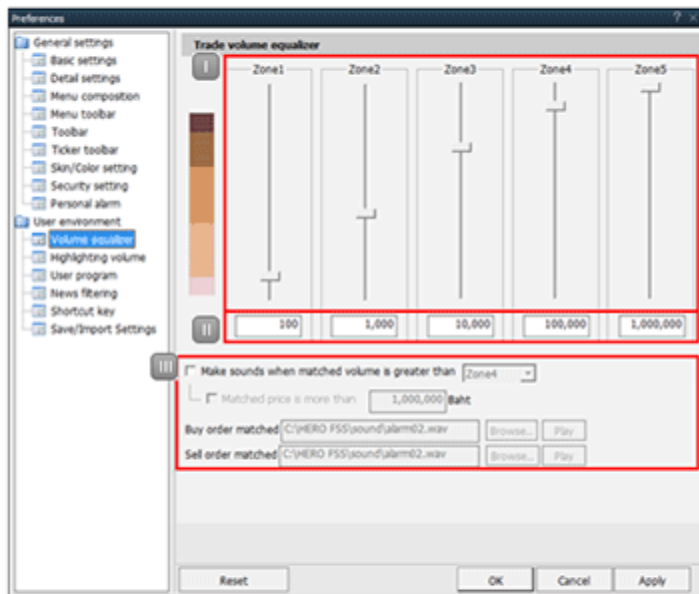 Preferences
General settings
Basic settings
Detail settings
Menu composition
Menu toolbar
Toolbar
Ticker toolbar
Skin/Color setting
Security setting
Personal alarm
User environment
Volume equalizer
Highlighting volume
User program
News filtering
Shortcut key
Save/Import Settings
Trade volume equalizer
I
Zone1 Zone2 Zone3 Zone4 Zone5
II
100 1,000 10,000 100,000 1,000,000
III
Make sounds when matched volume is greater than Zone4
Matched price is more than 1,000,000 Baht
Buy order matched C:\HERO FSS\sound\alarm02.wav Browse... Play
Sell order matched C:\HERO FSS\sound\alarm02.wav Browse... Play
Reset OK Cancel Apply